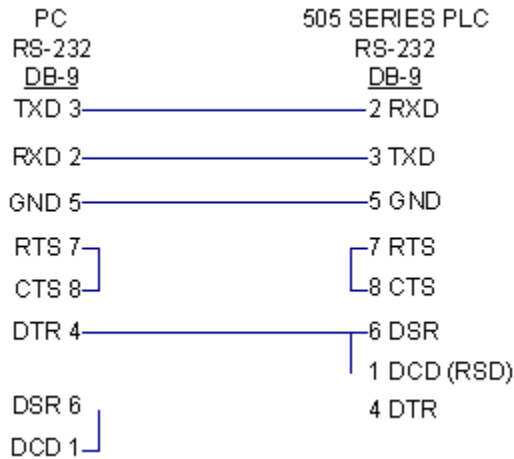 PC 505 SERIES PLC
RS-232 RS-232
DB-9 DB-9
TXD 3 2 RXD
RXD 2 3 TXD
GND 5 5 GND
RTS 7 7 RTS
CTS 8 8 CTS
DTR 4 6 DSR
1 DCD (RSD)
DSR 6 4 DTR
DCD 1